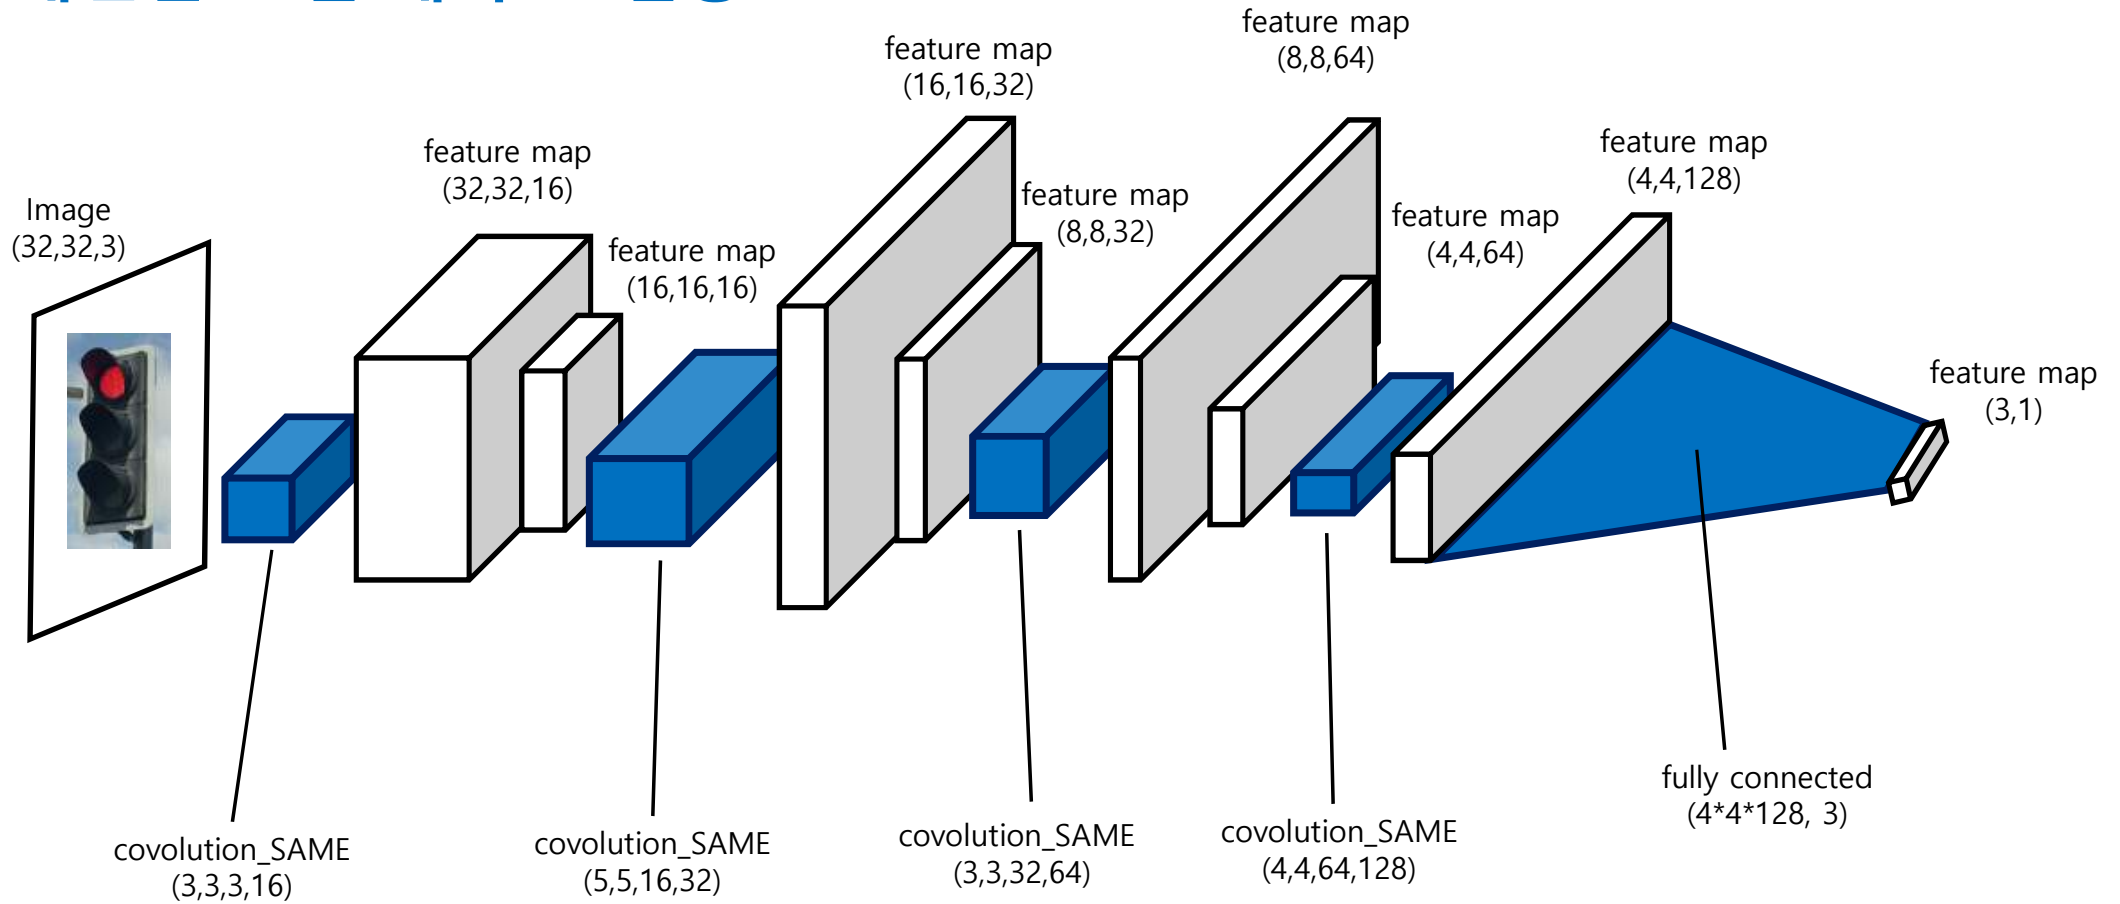 Image
(32,32,3)
feature map
(32,32,16)
feature map
(16,16,16)
feature map
(16,16,32)
feature map
(8,8,32)
feature map
(8,8,64)
feature map
(4,4,64)
feature map
(4,4,128)
feature map
(3,1)
covolution_SAME
(3,3,3,16)
covolution_SAME
(5,5,16,32)
covolution_SAME
(3,3,32,64)
covolution_SAME
(4,4,64,128)
fully connected
(4*4*128, 3)